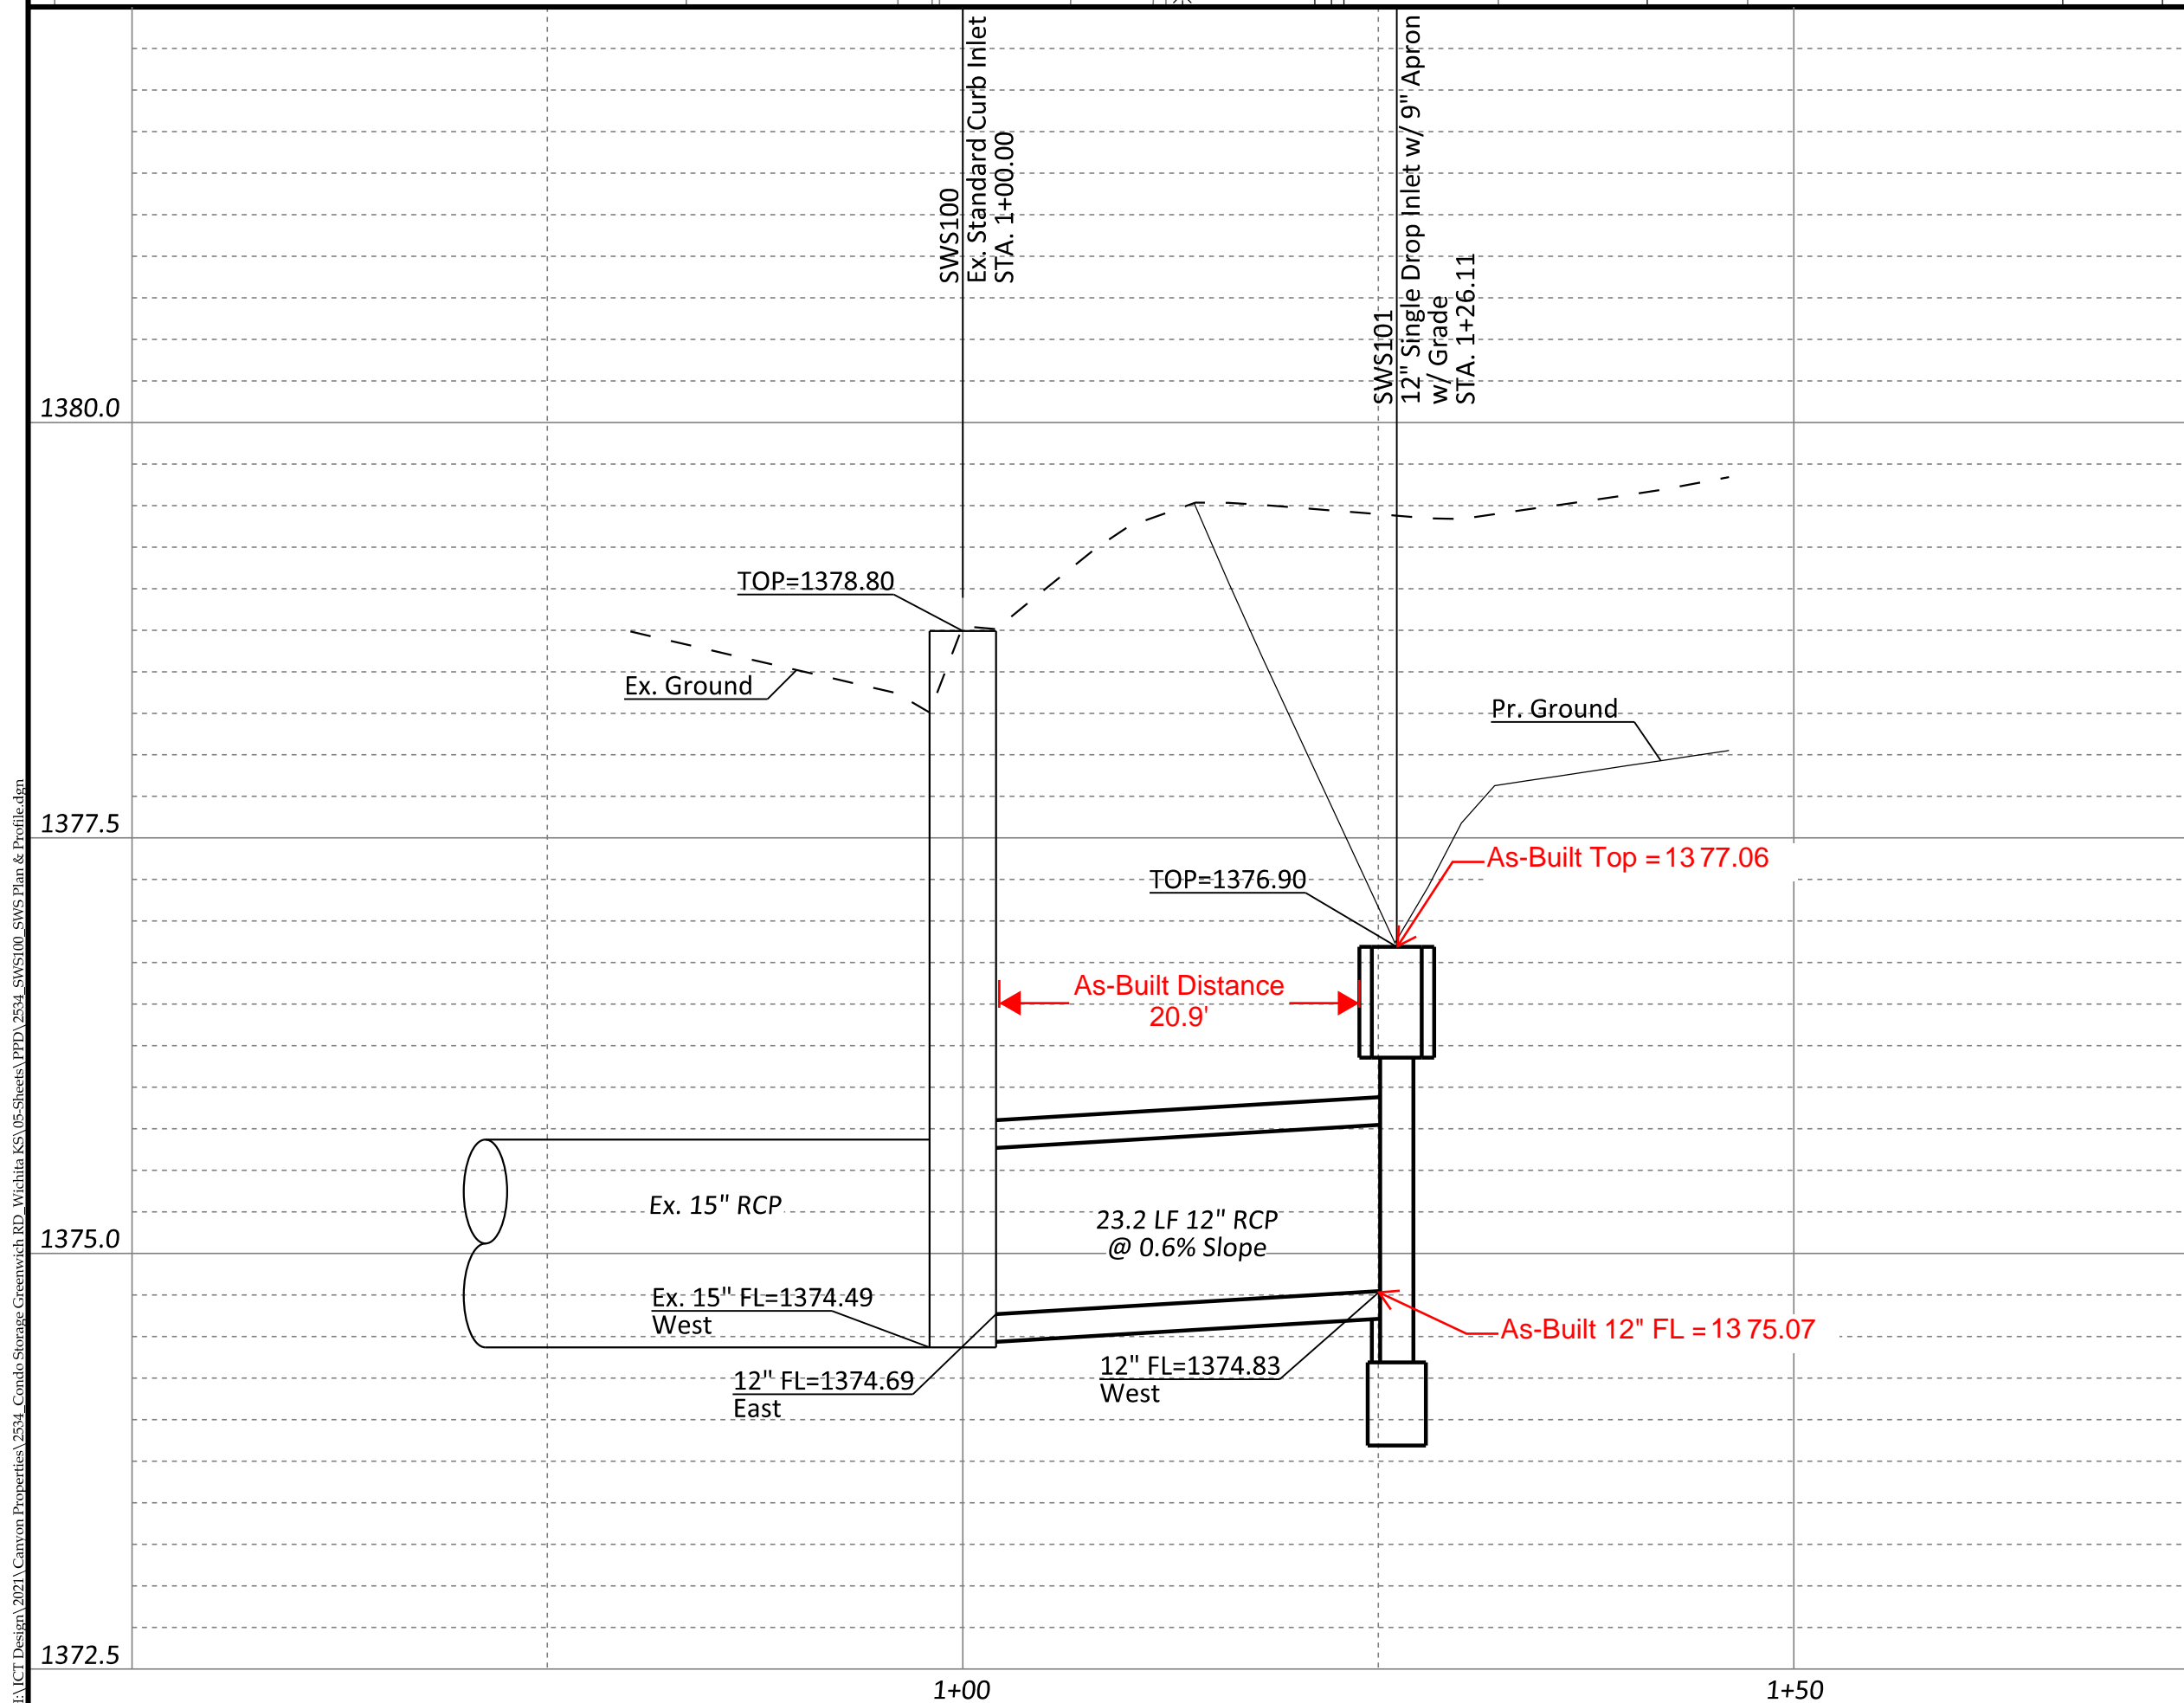 SWS100
Ex. Standard Curb Inlet
STA. 1+00.00
SWS101
12" Single Drop Inlet w/ 9" Apron
w/ Grade
STA. 1+26.11
1380.0
TOP=1378.80
Ex. Ground
Pr. Ground
1377.5
As-Built Top =1377.06
TOP=1376.90
As-Built Distance
20.9'
Ex. 15" RCP
23.2 LF 12" RCP
@ 0.6% Slope
1375.0
Ex. 15" FL=1374.49
West
As-Built 12" FL =1375.07
12" FL=1374.69
East
12" FL=1374.83
West
1372.5
1+00
1+50
H:\ICT Design\2021\Canyon Properties\2534_Condo Storage Greenwich RD_Wichita KS\05-Sheets\PPD\2534_SWS100_SWS Plan & Profile.dgn